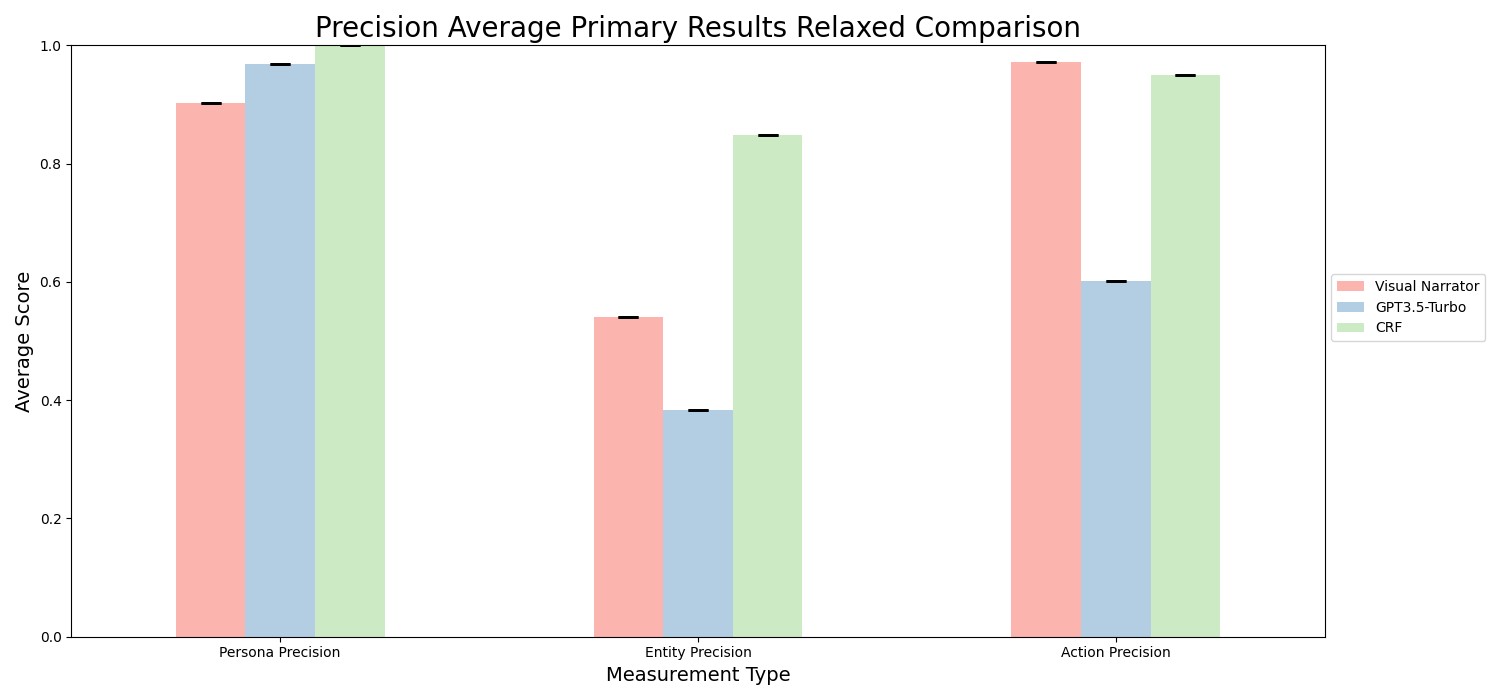 Precision Average Primary Results Relaxed Comparison
1.0
0.8
0.6
0.4
0.2
0.0
Average Score
Persona Precision
Entity Precision
Action Precision
Measurement Type
Visual Narrator
GPT3.5-Turbo
CRF